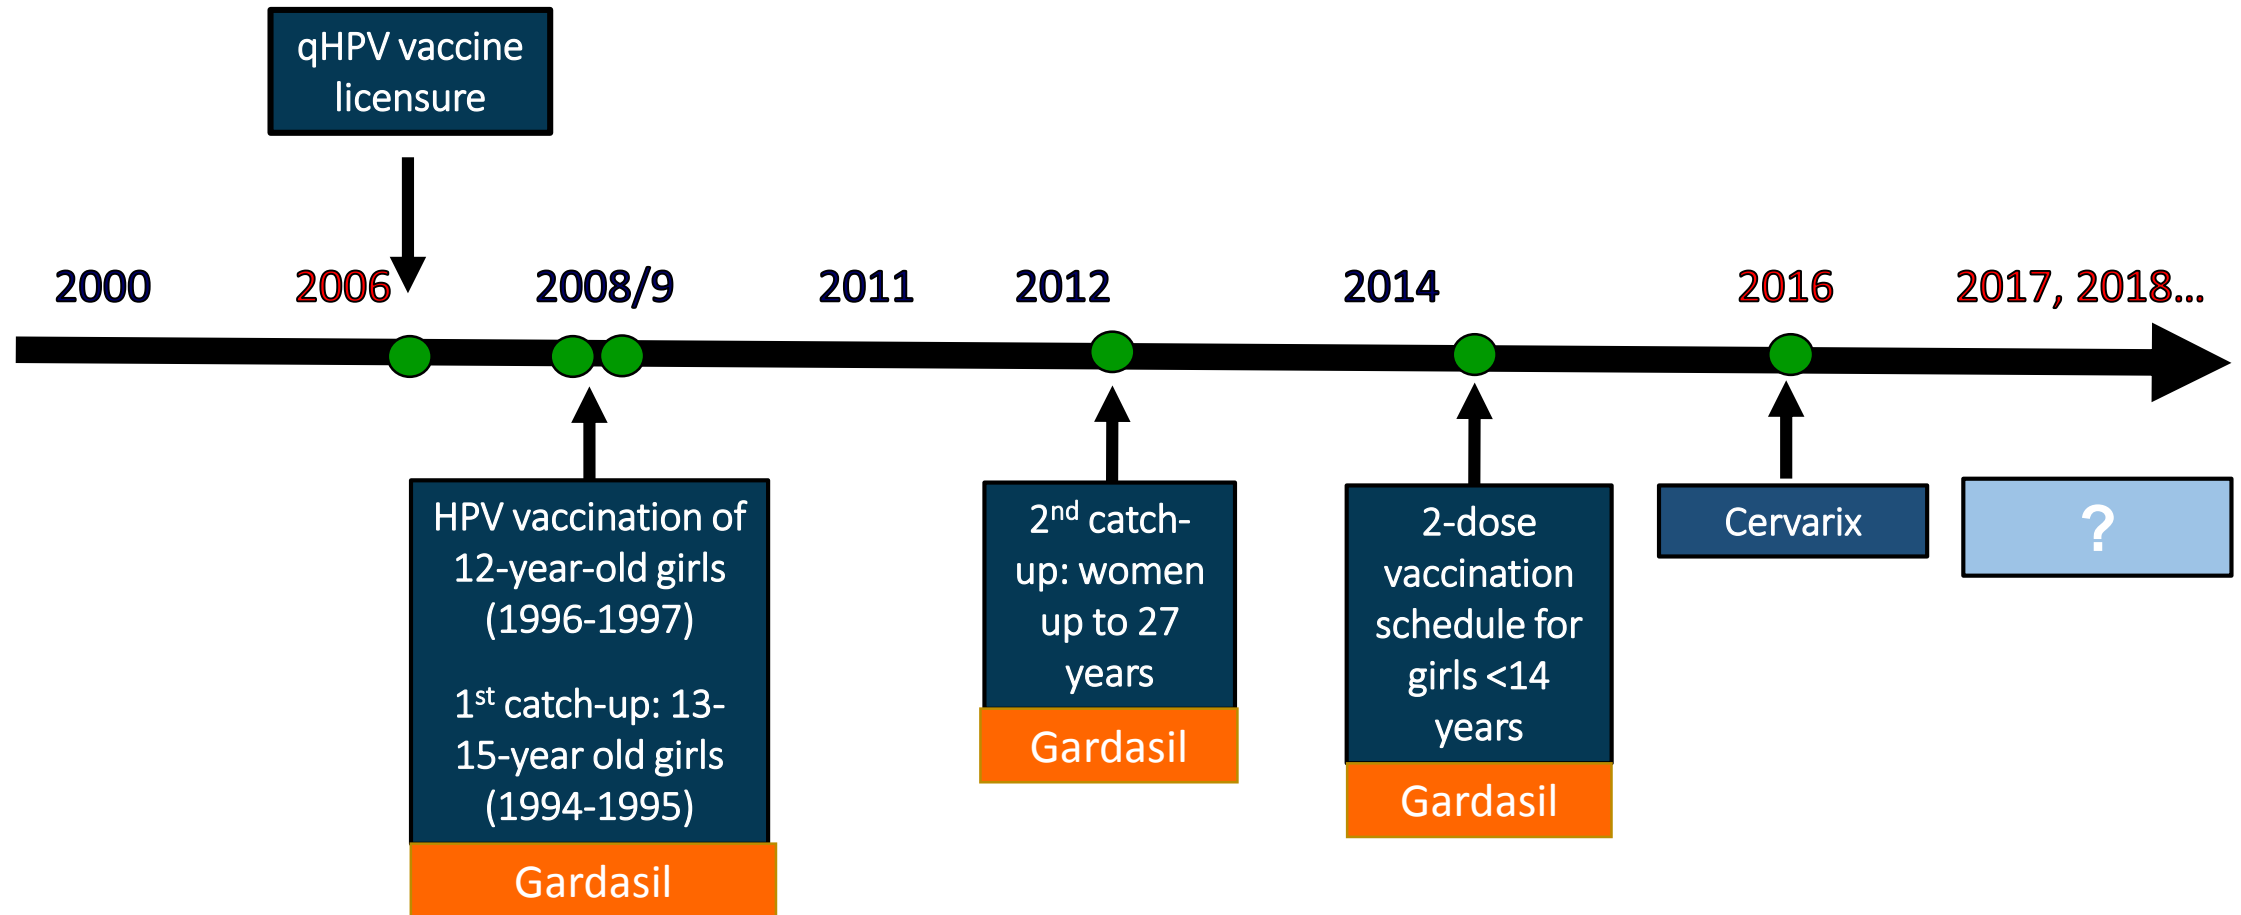 qHPV vaccine
licensure
2000
2006
2008/9
2011
2012
2014
2016
2017, 2018...
HPV vaccination of
12-year-old girls
(1996-1997)
1st catch-up: 13-
15-year old girls
(1994-1995)
Gardasil
2nd catch-
up: women
up to 27
years
Gardasil
2-dose
vaccination
schedule for
girls <14
years
Gardasil
Cervarix
?